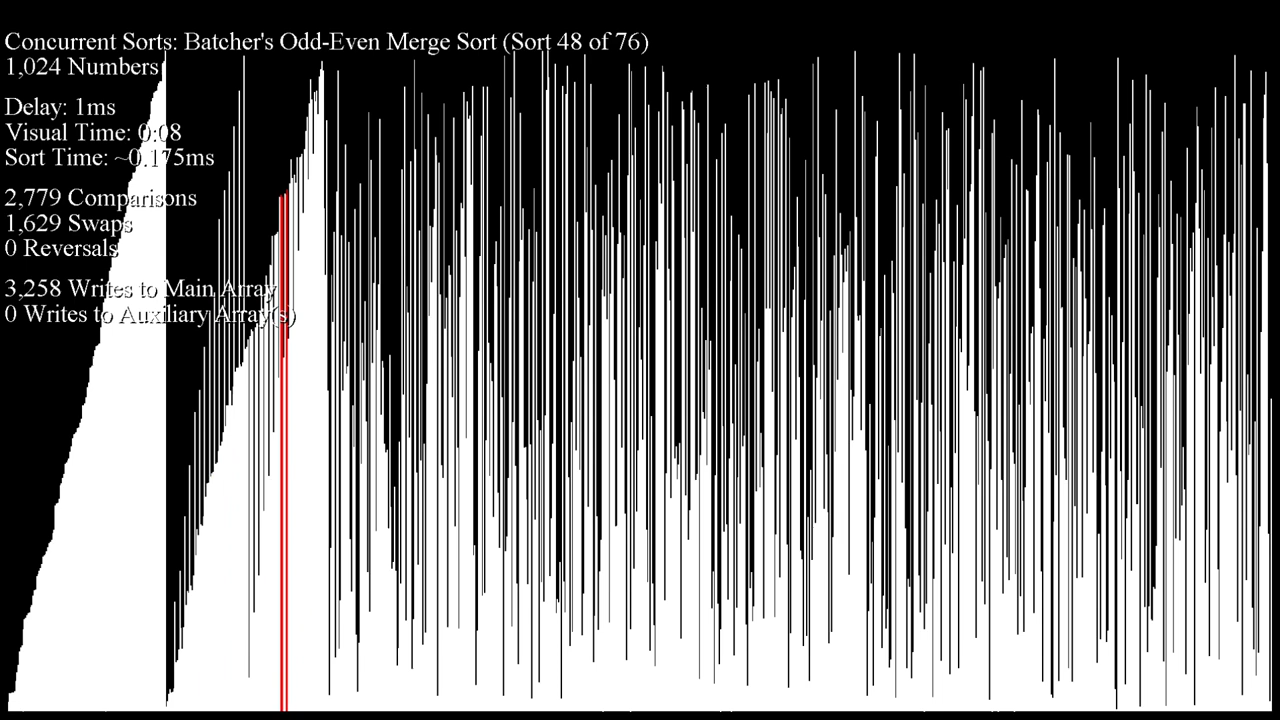 Concurrent Sorts: Batcher's Odd-Even Merge Sort (Sort 48 of 76)
1,024 Numbers
Delay: 1ms
Visual Time: 0:08
Sort Time: ~0.175ms
2,779 Comparisons
1,629 Swaps
0 Reversals
3,258 Writes to Main Array
0 Writes to Auxiliary Array(s)